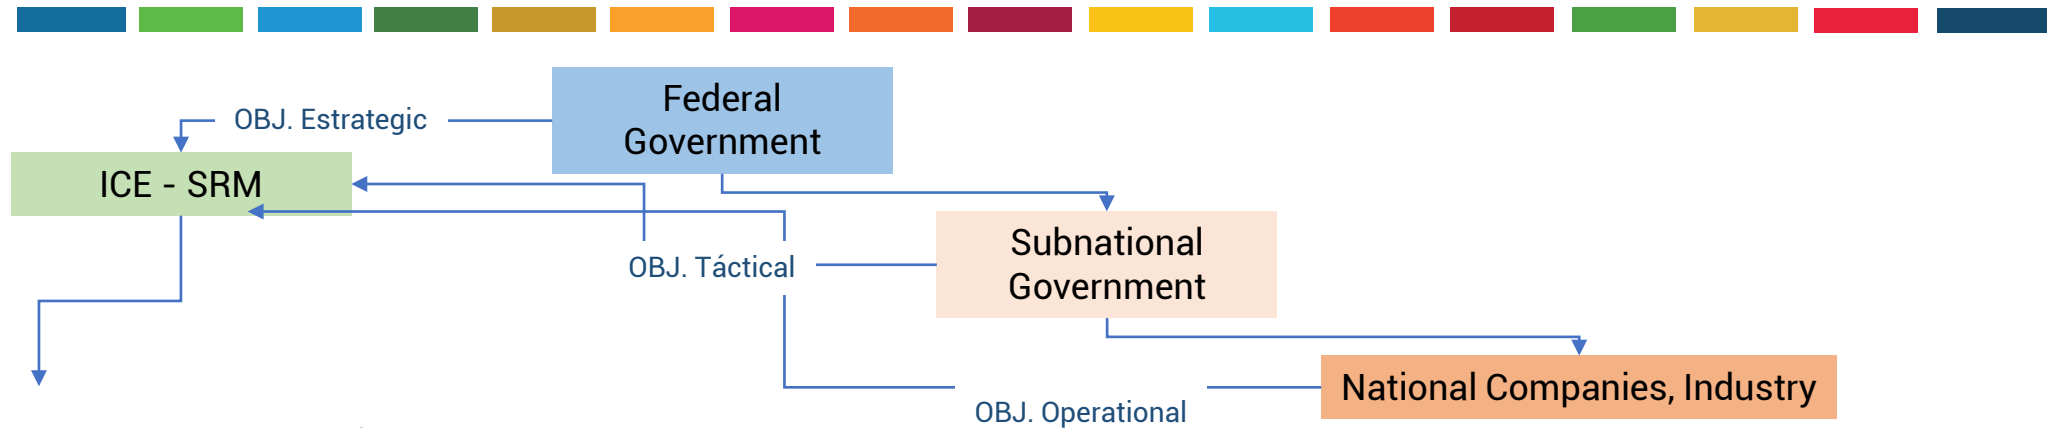 Federal
Government
OBJ. Estrategic
ICE - SRM
Subnational
Government
OBJ. Táctical
National Companies, Industry
OBJ. Operational